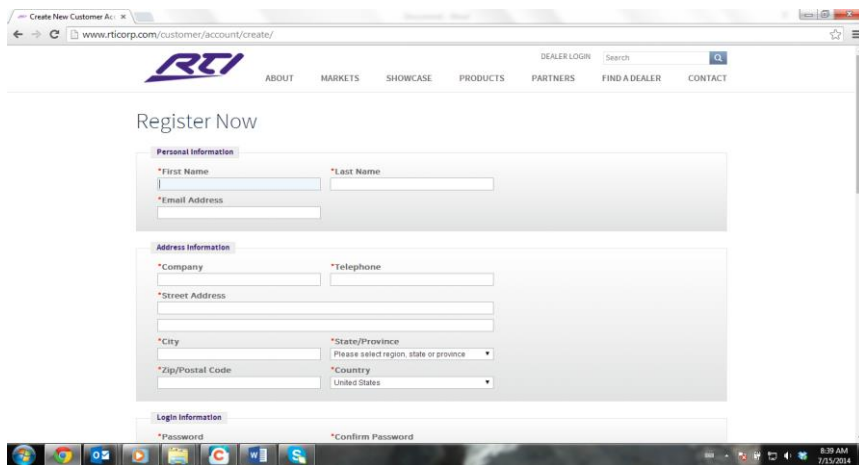 Create New Customer Acc
www.rticorp.com/customer/account/create/
RTI
DEALER LOGIN Search
ABOUT MARKETS SHOWCASE PRODUCTS PARTNERS FIND A DEALER CONTACT
Register Now
Personal Information
*First Name *Last Name
*Email Address
Address Information
*Company *Telephone
*Street Address
*City *State/Province
Please select region, state or province
*Zip/Postal Code *Country
United States
Login Information
*Password *Confirm Password
8:39 AM
7/15/2014